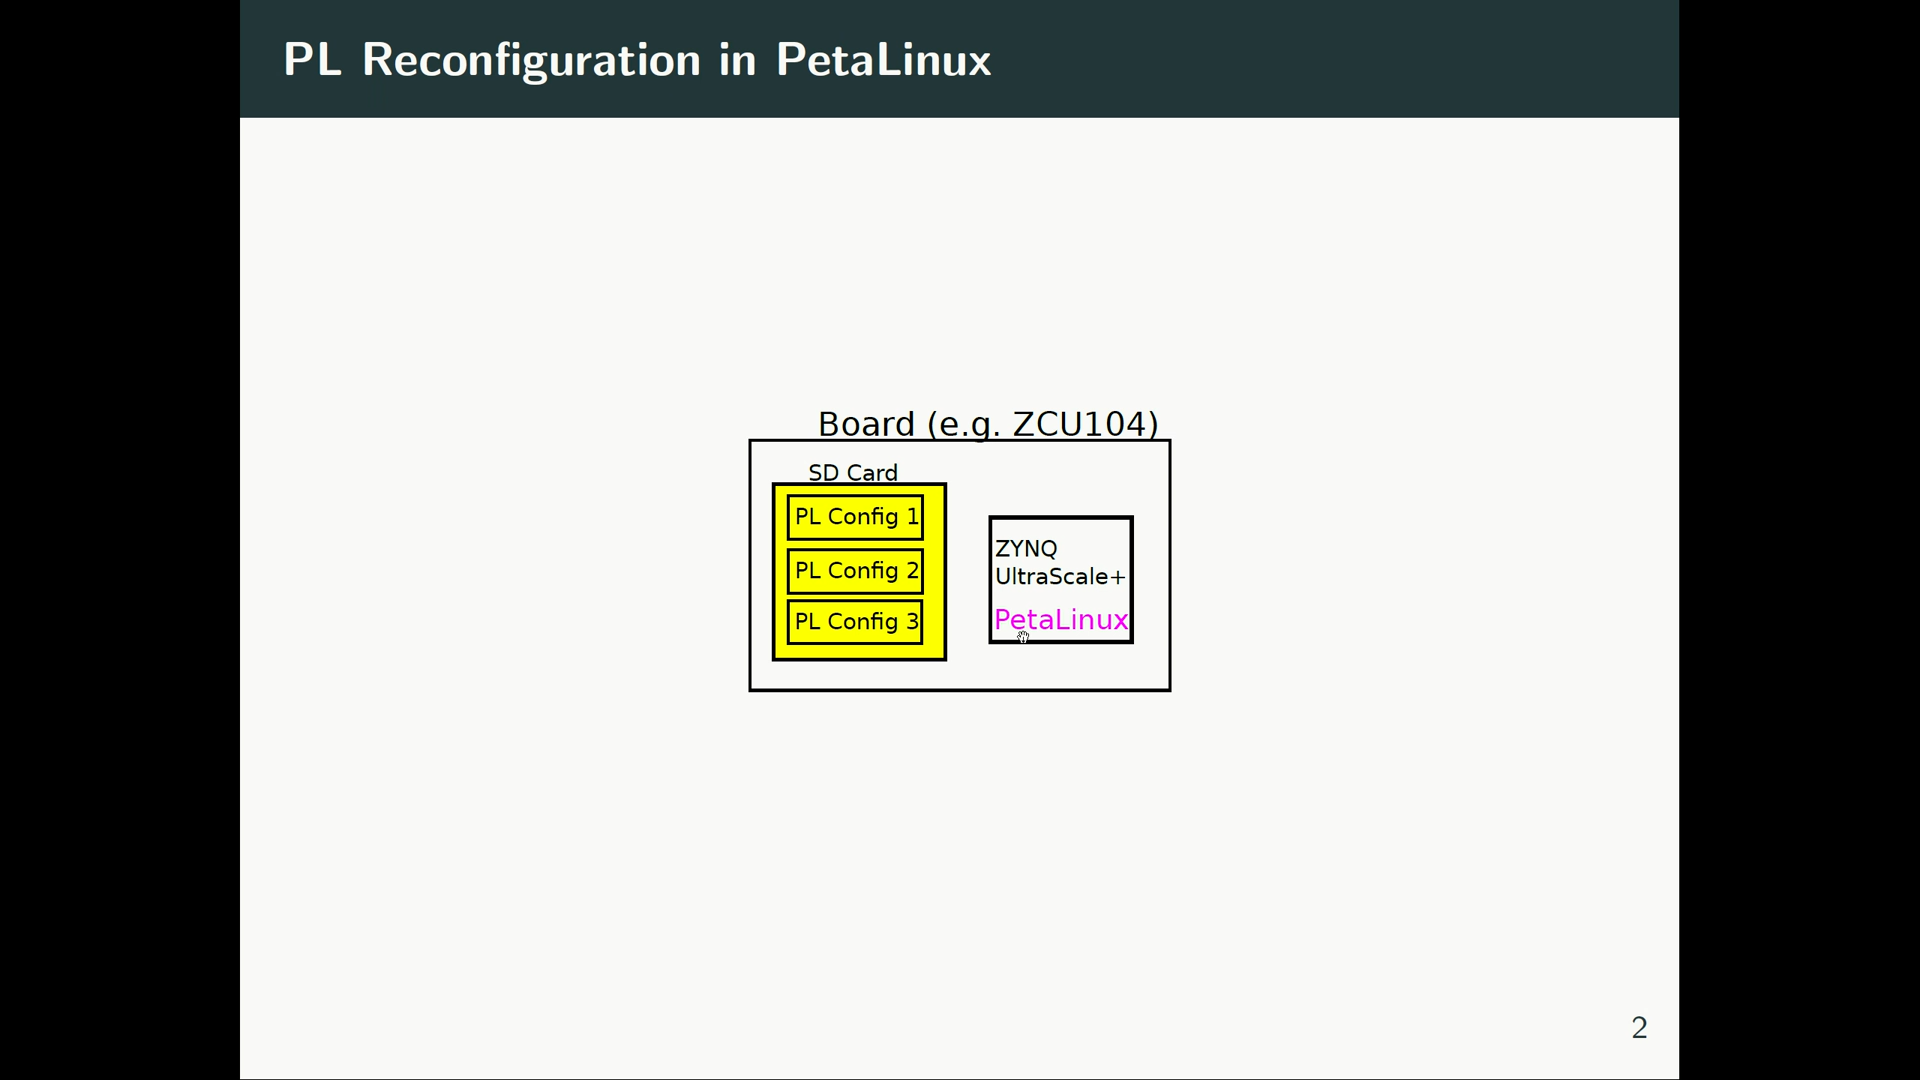 PL Reconfiguration in PetaLinux
Board (e.g. ZCU104)
SD Card
PL Config 1
PL Config 2
PL Config 3
ZYNQ
UltraScale+
PetaLinux
2